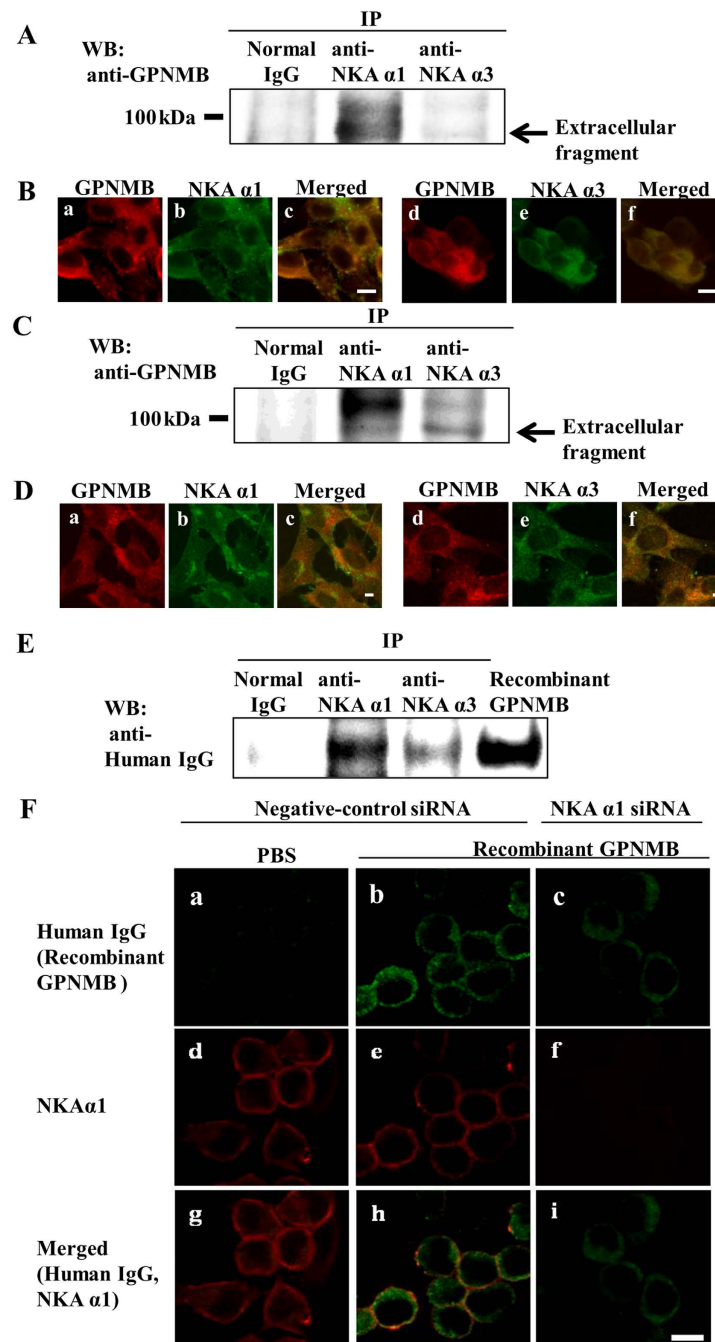 A
IP
WB:
anti-GPNMB
Normal IgG
anti-NKA α1
anti-NKA α3
100kDa
Extracellular fragment
B
GPNMB
NKA α1
Merged
GPNMB
NKA α3
Merged
a
b
c
d
e
f
C
IP
WB:
anti-GPNMB
Normal IgG
anti-NKA α1
anti-NKA α3
100kDa
Extracellular fragment
D
GPNMB
NKA α1
Merged
GPNMB
NKA α3
Merged
a
b
c
d
e
f
E
IP
WB:
anti-Human IgG
Normal IgG
anti-NKA α1
anti-NKA α3
Recombinant GPNMB
F
Negative-control siRNA
NKA α1 siRNA
PBS
Recombinant GPNMB
Human IgG
(Recombinant
GPNMB )
a
b
c
NKAα1
d
e
f
Merged
(Human IgG,
NKA α1)
g
h
i